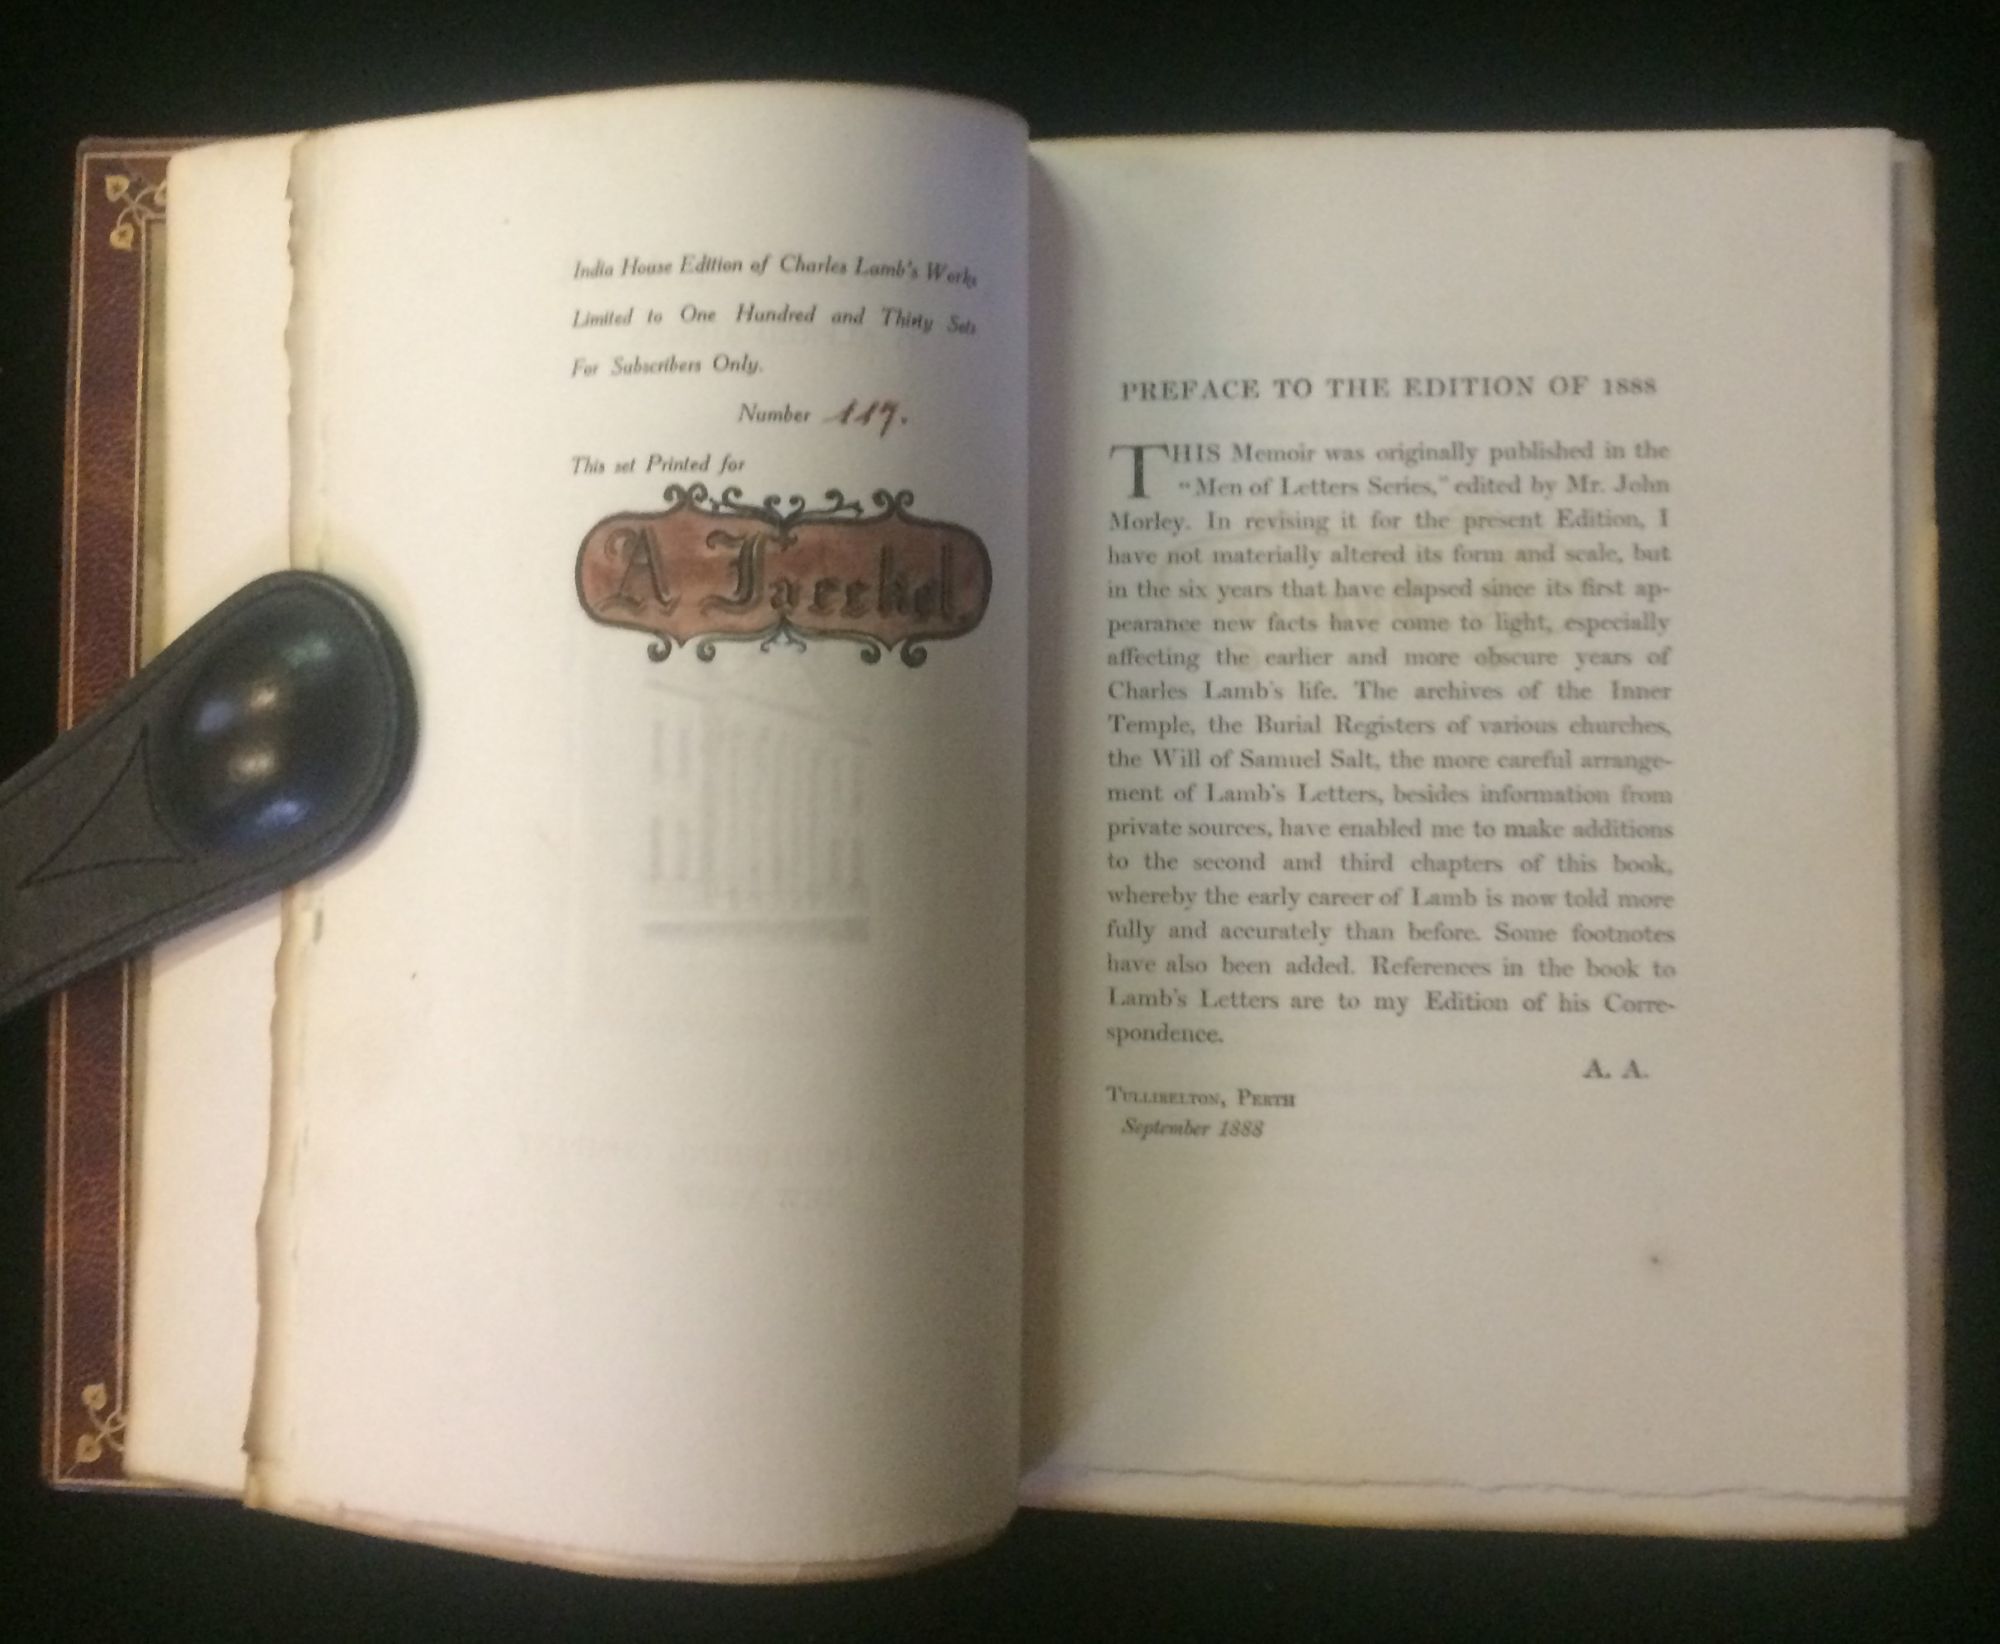 India House Edition of Charles Lamb's Works
Limited to One Hundred and Thirty Sets
For Subscribers Only.
Number 117.
This set Printed for
A Jaeckel.
PREFACE TO THE EDITION OF 1888
THIS Memoir was originally published in the
"Men of Letters Series," edited by Mr. John
Morley. In revising it for the present Edition, I
have not materially altered its form and scale, but
in the six years that have elapsed since its first ap-
pearance new facts have come to light, especially
affecting the earlier and more obscure years of
Charles Lamb's life. The archives of the Inner
Temple, the Burial Registers of various churches,
the Will of Samuel Salt, the more careful arrange-
ment of Lamb's Letters, besides information from
private sources, have enabled me to make additions
to the second and third chapters of this book,
whereby the early career of Lamb is now told more
fully and accurately than before. Some footnotes
have also been added. References in the book to
Lamb's Letters are to my Edition of his Corre-
spondence.
A. A.
TULLIBELTON, PERTH
September 1888